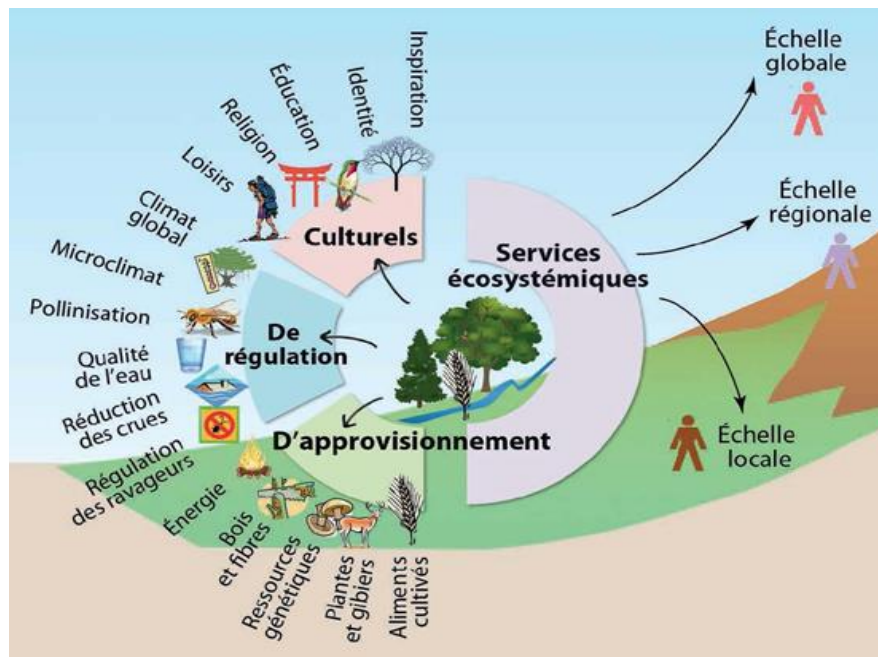 Inspiration
Identité
Éducation
Religion
Loisirs
Climat
global
Microclimat
Pollinisation
Qualité
de l'eau
Réduction
des crues
Régulation
des ravageurs
Énergie
Bois
et fibres
Ressources
génétiques
Plantes
et gibiers
Aliments
cultivés
Culturels
De
régulation
D'approvisionnement
Services
écosystémiques
Échelle
globale
Échelle
régionale
Échelle
locale